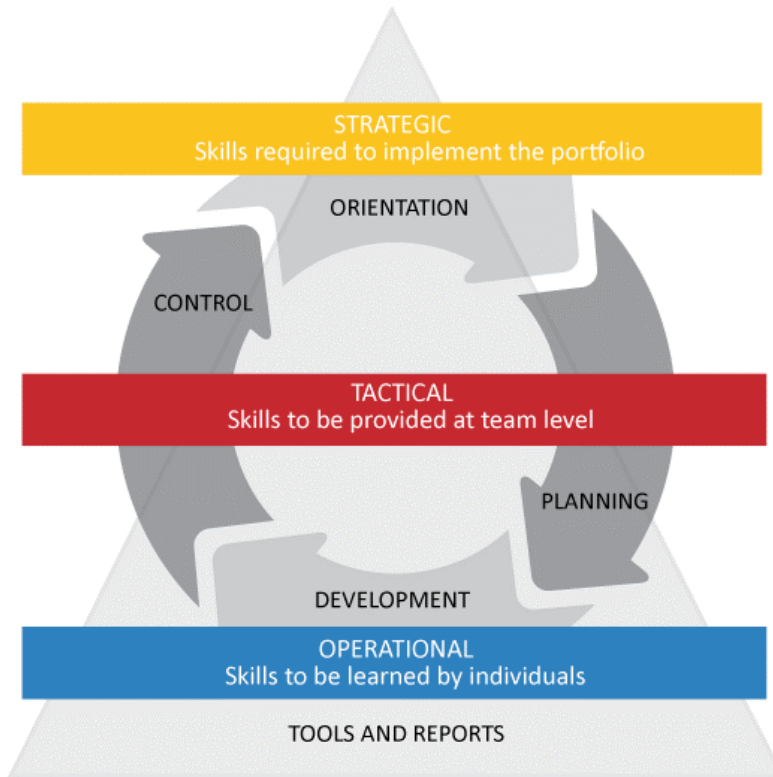 STRATEGIC
Skills required to implement the portfolio
ORIENTATION
CONTROL
TACTICAL
Skills to be provided at team level
PLANNING
DEVELOPMENT
OPERATIONAL
Skills to be learned by individuals
TOOLS AND REPORTS